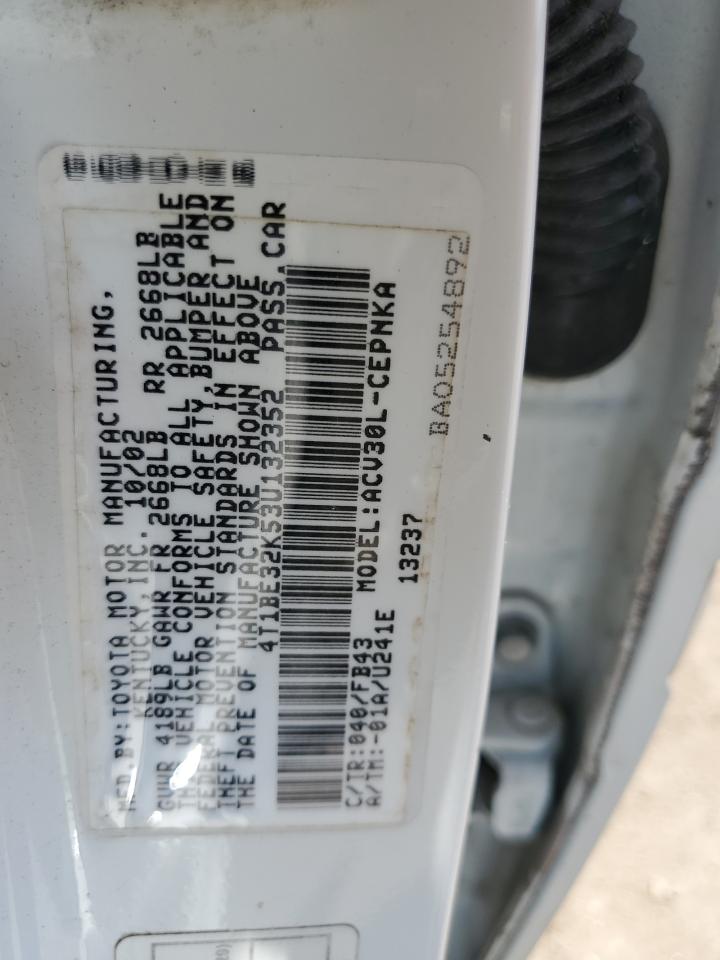 MFD.BY:TOYOTA MOTOR MANUFACTURING,
KENTUCKY,INC. 10/02
GVWR 4189LB GAWR FR 2668LB RR 2668LB
THIS VEHICLE CONFORMS TO ALL APPLICABLE
FEDERAL MOTOR VEHICLE SAFETY,BUMPER AND
THEFT PREVENTION STANDARDS IN EFFECT ON
THE DATE OF MANUFACTURE SHOWN ABOVE
4T1BE32K53U132352 PASS.CAR
MODEL:ACV30L-CEPNKA
C/TR:040/FB43
A/TM:-01A/U241E 13237
BA05254892